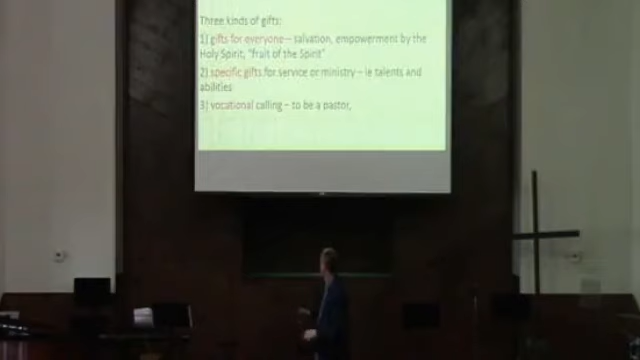 Three kinds of gifts:
1) gifts for everyone – salvation, empowerment by the
Holy Spirit, "fruit of the Spirit"
2) specific gifts for service or ministry – ie talents and
abilities
3) vocational calling – to be a pastor,